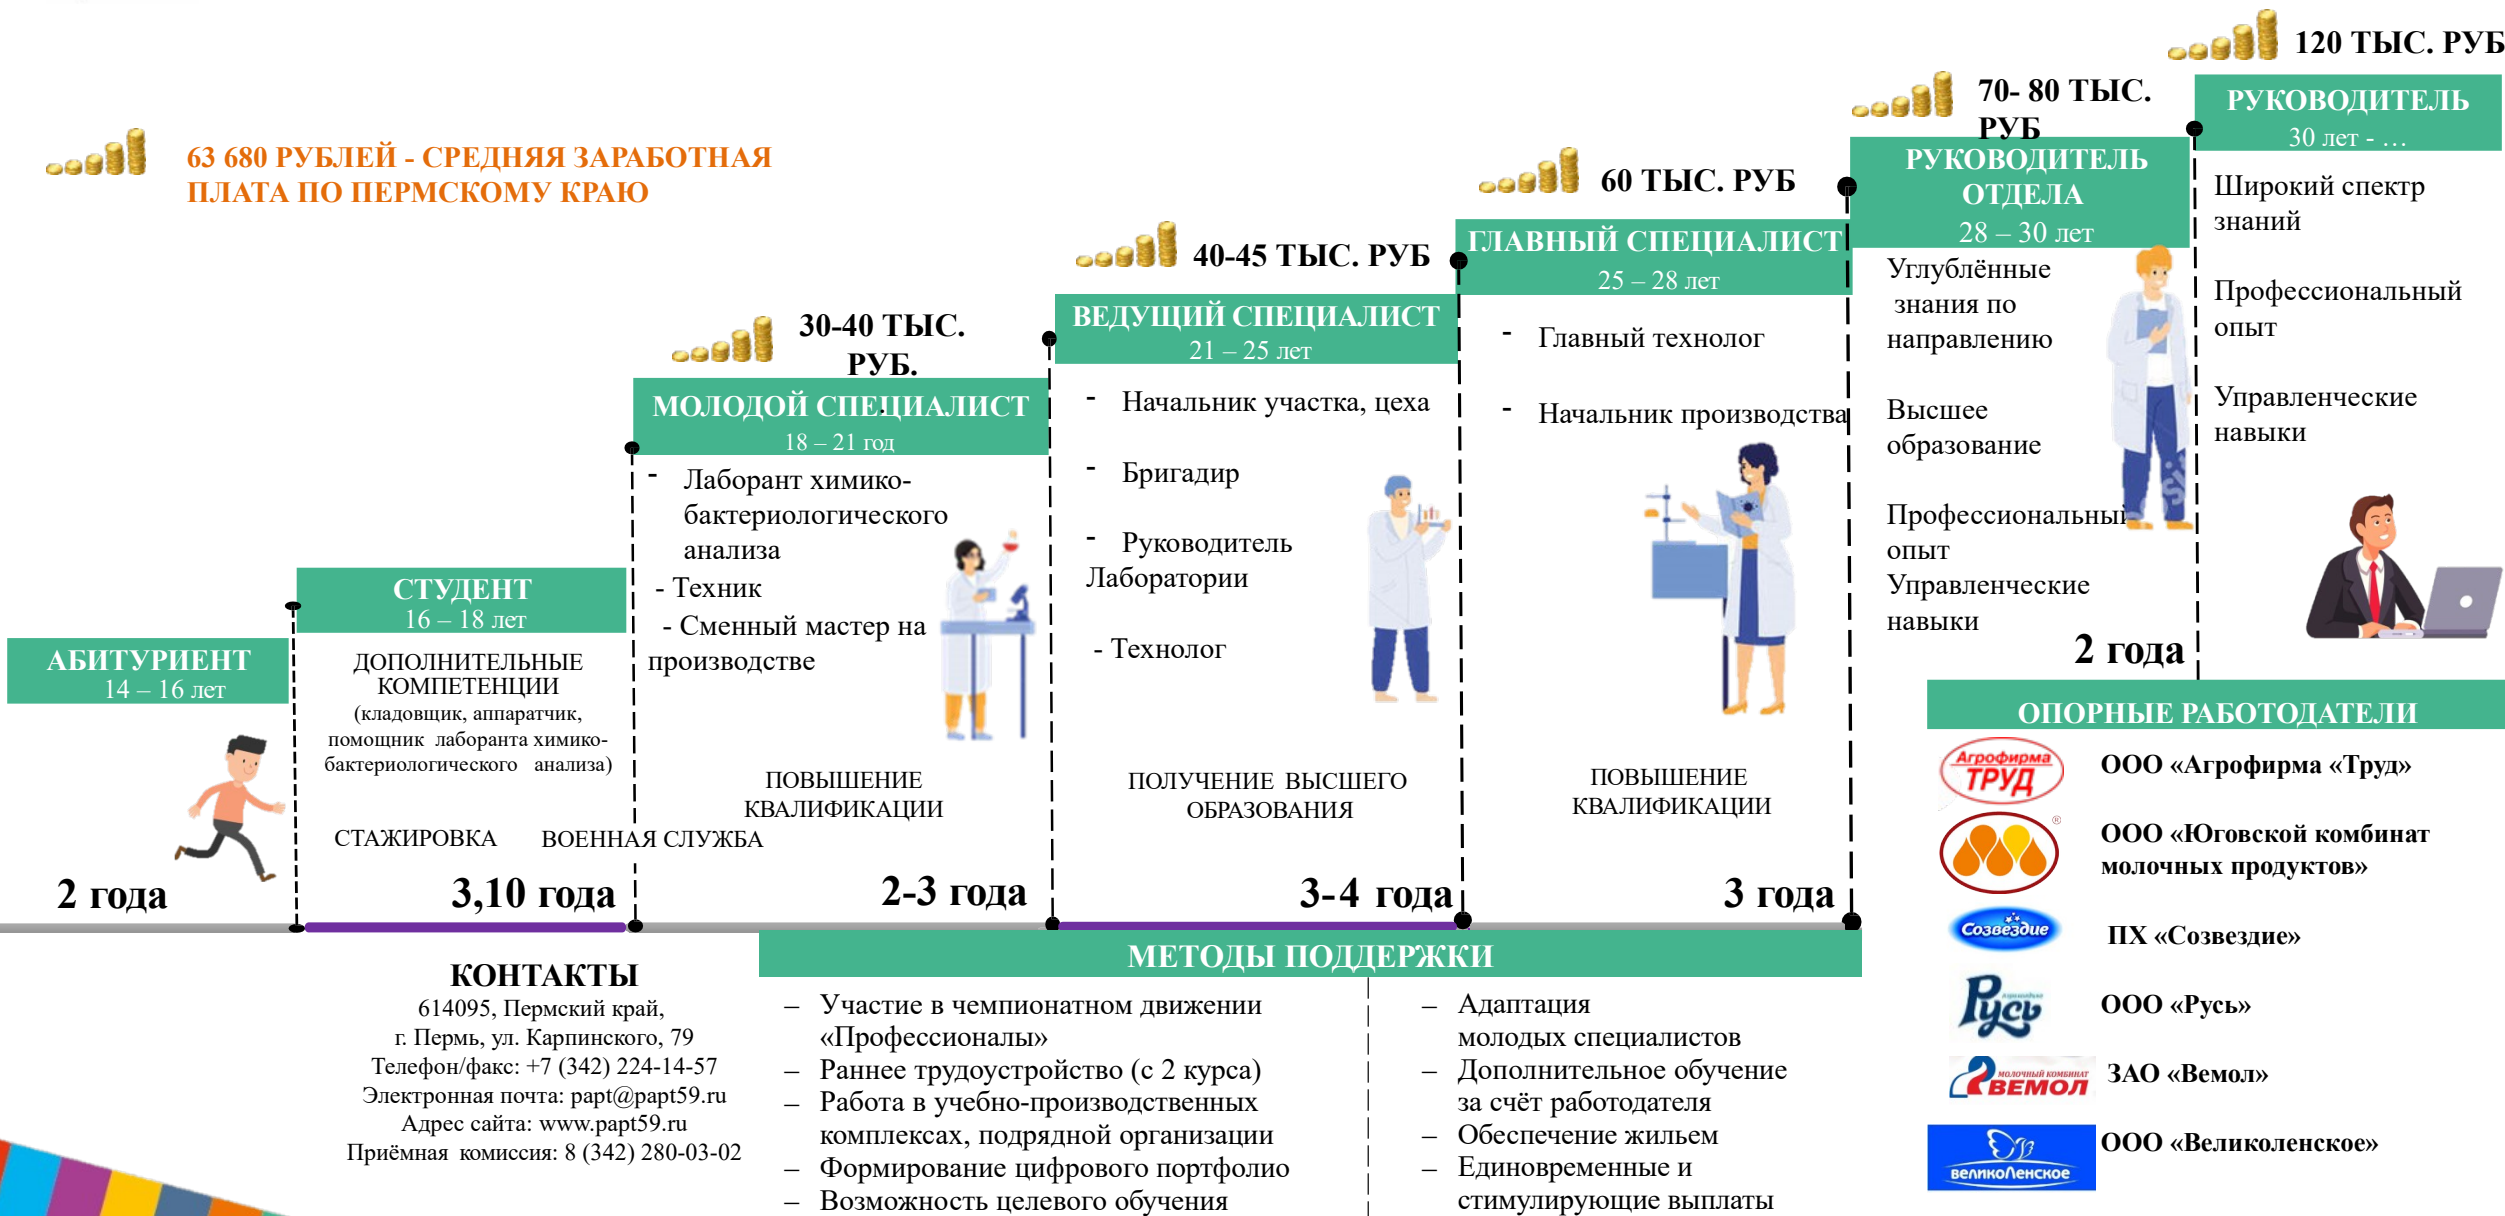 63 680 РУБЛЕЙ - СРЕДНЯЯ ЗАРАБОТНАЯ
ПЛАТА ПО ПЕРМСКОМУ КРАЮ
АБИТУРИЕНТ
14 – 16 лет
2 года
СТУДЕНТ
16 – 18 лет
ДОПОЛНИТЕЛЬНЫЕ
КОМПЕТЕНЦИИ
(кладовщик, аппаратчик,
помощник лаборанта химико-
бактериологического анализа)
СТАЖИРОВКА
ВОЕННАЯ СЛУЖБА
3,10 года
30-40 ТЫС.
РУБ.
МОЛОДОЙ СПЕЦИАЛИСТ
18 – 21 год
- Лаборант химико-
бактериологического
анализа
- Техник
- Сменный мастер на
производстве
ПОВЫШЕНИЕ
КВАЛИФИКАЦИИ
2-3 года
40-45 ТЫС. РУБ
ВЕДУЩИЙ СПЕЦИАЛИСТ
21 – 25 лет
- Начальник участка, цеха
- Бригадир
- Руководитель
Лаборатории
- Технолог
ПОЛУЧЕНИЕ ВЫСШЕГО
ОБРАЗОВАНИЯ
3-4 года
60 ТЫС. РУБ
ГЛАВНЫЙ СПЕЦИАЛИСТ
25 – 28 лет
- Главный технолог
- Начальник производства
ПОВЫШЕНИЕ
КВАЛИФИКАЦИИ
3 года
70- 80 ТЫС.
РУБ
РУКОВОДИТЕЛЬ
ОТДЕЛА
28 – 30 лет
Углублённые
знания по
направлению
Высшее
образование
Профессиональный
опыт
Управленческие
навыки
2 года
120 ТЫС. РУБ
РУКОВОДИТЕЛЬ
30 лет - …
Широкий спектр
знаний
Профессиональный
опыт
Управленческие
навыки
ОПОРНЫЕ РАБОТОДАТЕЛИ
Агрофирма
ТРУД
ООО «Агрофирма «Труд»
®
ООО «Юговской комбинат
молочных продуктов»
Созвездие
ПХ «Созвездие»
Русь
ООО «Русь»
МОЛОЧНЫЙ КОМБИНАТ
ВЕМОЛ
ЗАО «Вемол»
великоЛенское
ООО «Великоленское»
КОНТАКТЫ
614095, Пермский край,
г. Пермь, ул. Карпинского, 79
Телефон/факс: +7 (342) 224-14-57
Электронная почта: papt@papt59.ru
Адрес сайта: www.papt59.ru
Приёмная комиссия: 8 (342) 280-03-02
МЕТОДЫ ПОДДЕРЖКИ
– Участие в чемпионатном движении
«Профессионалы»
– Раннее трудоустройство (с 2 курса)
– Работа в учебно-производственных
комплексах, подрядной организации
– Формирование цифрового портфолио
– Возможность целевого обучения
– Адаптация
молодых специалистов
– Дополнительное обучение
за счёт работодателя
– Обеспечение жильем
– Единовременные и
стимулирующие выплаты